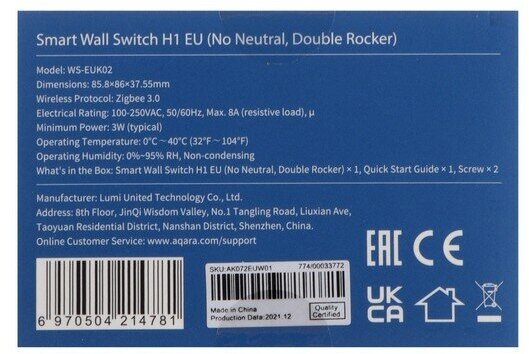 Smart Wall Switch H1 EU (No Neutral, Double Rocker)
Model: WS-EUK02
Dimensions: 85.8×86×37.55mm
Wireless Protocol: Zigbee 3.0
Electrical Rating: 100-250VAC, 50/60Hz, Max. 8A (resistive load), μ
Minimum Power: 3W (typical)
Operating Temperature: 0°C ~ 40°C (32°F ~ 104°F)
Operating Humidity: 0%~95% RH, Non-condensing
What's in the Box: Smart Wall Switch H1 EU (No Neutral, Double Rocker) × 1, Quick Start Guide × 1, Screw × 2
Manufacturer: Lumi United Technology Co., Ltd.
Address: 8th Floor, JinQi Wisdom Valley, No.1 Tangling Road, Liuxian Ave,
Taoyuan Residential District, Nanshan District, Shenzhen, China.
Online Customer Service: www.aqara.com/support
6 970504 214781
SKU:AK072EUW01 774/00033772
Made in China
Production Data:2021.12
Quality
Certified
EAC CE
UK
CA